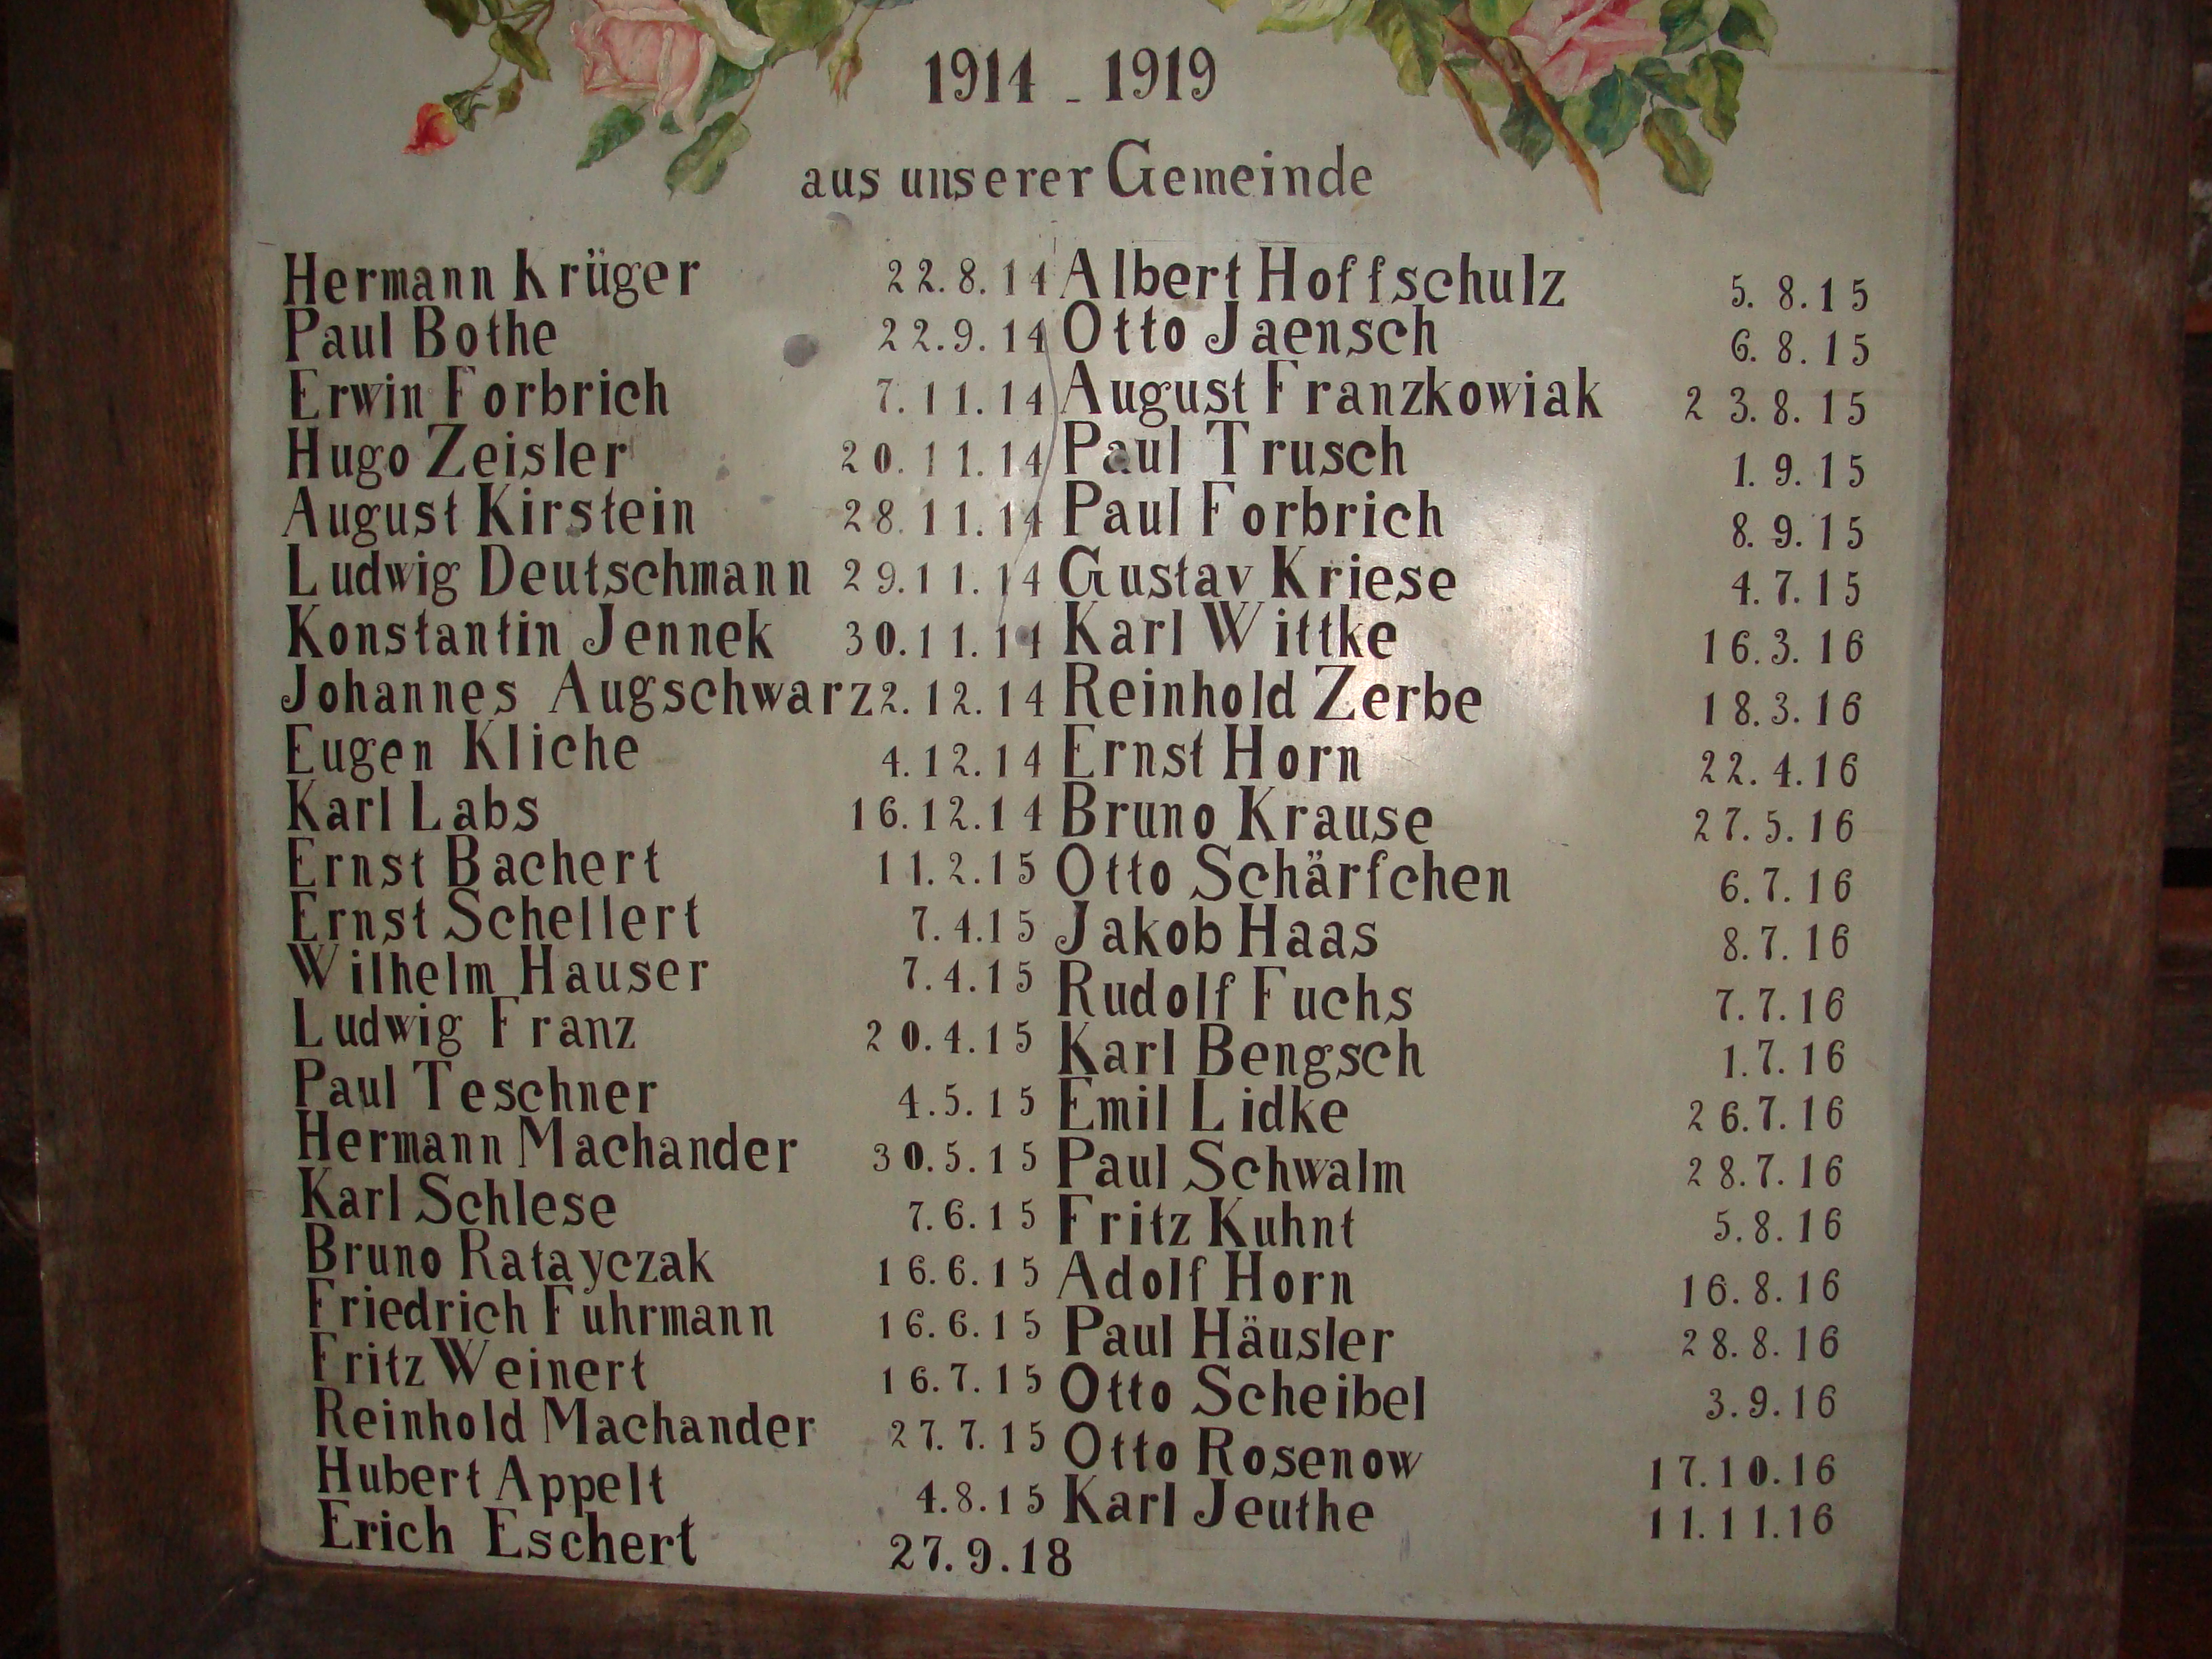 1914 - 1919
aus unserer Gemeinde
Hermann Krüger 22.8.14
Paul Bothe 22.9.14
Erwin Forbrich 7.11.14
Hugo Zeisler 20.11.14
August Kirstein 28.11.14
Ludwig Deutschmann 29.11.14
Konstantin Jennek 30.11.14
Johannes Augschwarz 2.12.14
Eugen Kliche 4.12.14
Karl Labs 16.12.14
Ernst Bachert 11.2.15
Ernst Schellert 7.4.15
Wilhelm Hauser 7.4.15
Ludwig Franz 20.4.15
Paul Teschner 4.5.15
Hermann Machander 30.5.15
Karl Schlese 7.6.15
Bruno Ratayczak 16.6.15
Friedrich Fuhrmann 16.6.15
Fritz Weinert 16.7.15
Reinhold Machander 27.7.15
Hubert Appelt 4.8.15
Erich Eschert 27.9.18
Albert Hoffschulz 5.8.15
Otto Jaensch 6.8.15
August Franzkowiak 23.8.15
Paul Trusch 1.9.15
Paul Forbrich 8.9.15
Gustav Kriese 4.7.15
Karl Wittke 16.3.16
Reinhold Zerbe 18.3.16
Ernst Horn 22.4.16
Bruno Krause 27.5.16
Otto Schärfchen 6.7.16
Jakob Haas 8.7.16
Rudolf Fuchs 7.7.16
Karl Bengsch 1.7.16
Emil Lidke 26.7.16
Paul Schwalm 28.7.16
Fritz Kuhnt 5.8.16
Adolf Horn 16.8.16
Paul Häusler 28.8.16
Otto Scheibel 3.9.16
Otto Rosenow 17.10.16
Karl Jeuthe 11.11.16